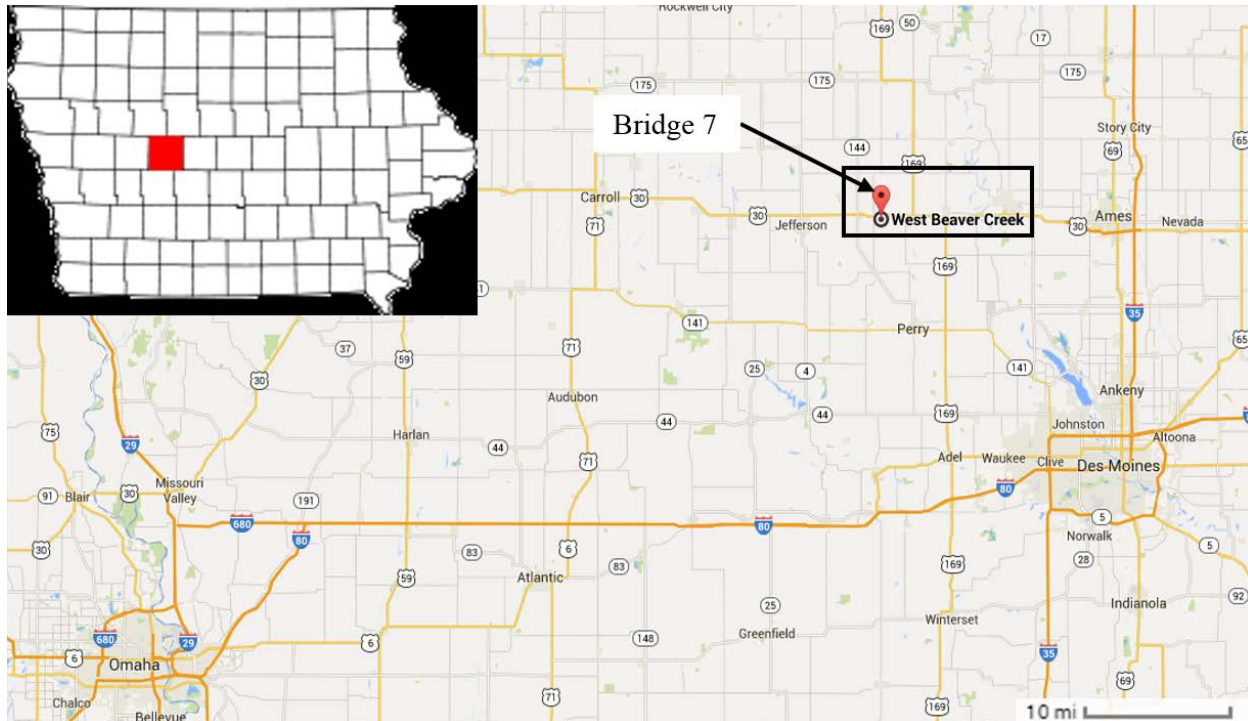 Rockwell City
50
169
17
175
175
175
Bridge 7
Story City
144
69
65
169
Carroll
30
30
Jefferson
West Beaver Creek
30
Ames
Nevada
71
169
141
35
Perry
65
37
59
71
141
30
25
4
Ankeny
Audubon
169
44
Johnston
75
29
Harlan
44
44
Altoona
71
Adel
Waukee
Clive
Des Moines
Missouri
Valley
91
30
Blair
191
80
680
80
5
30
83
6
Norwalk
5
59
Atlantic
83
169
28
92
25
Indianola
Winterset
680
29
6
148
Greenfield
6
Omaha
35
69
Chalco
71
169
Bellevue
10 mi